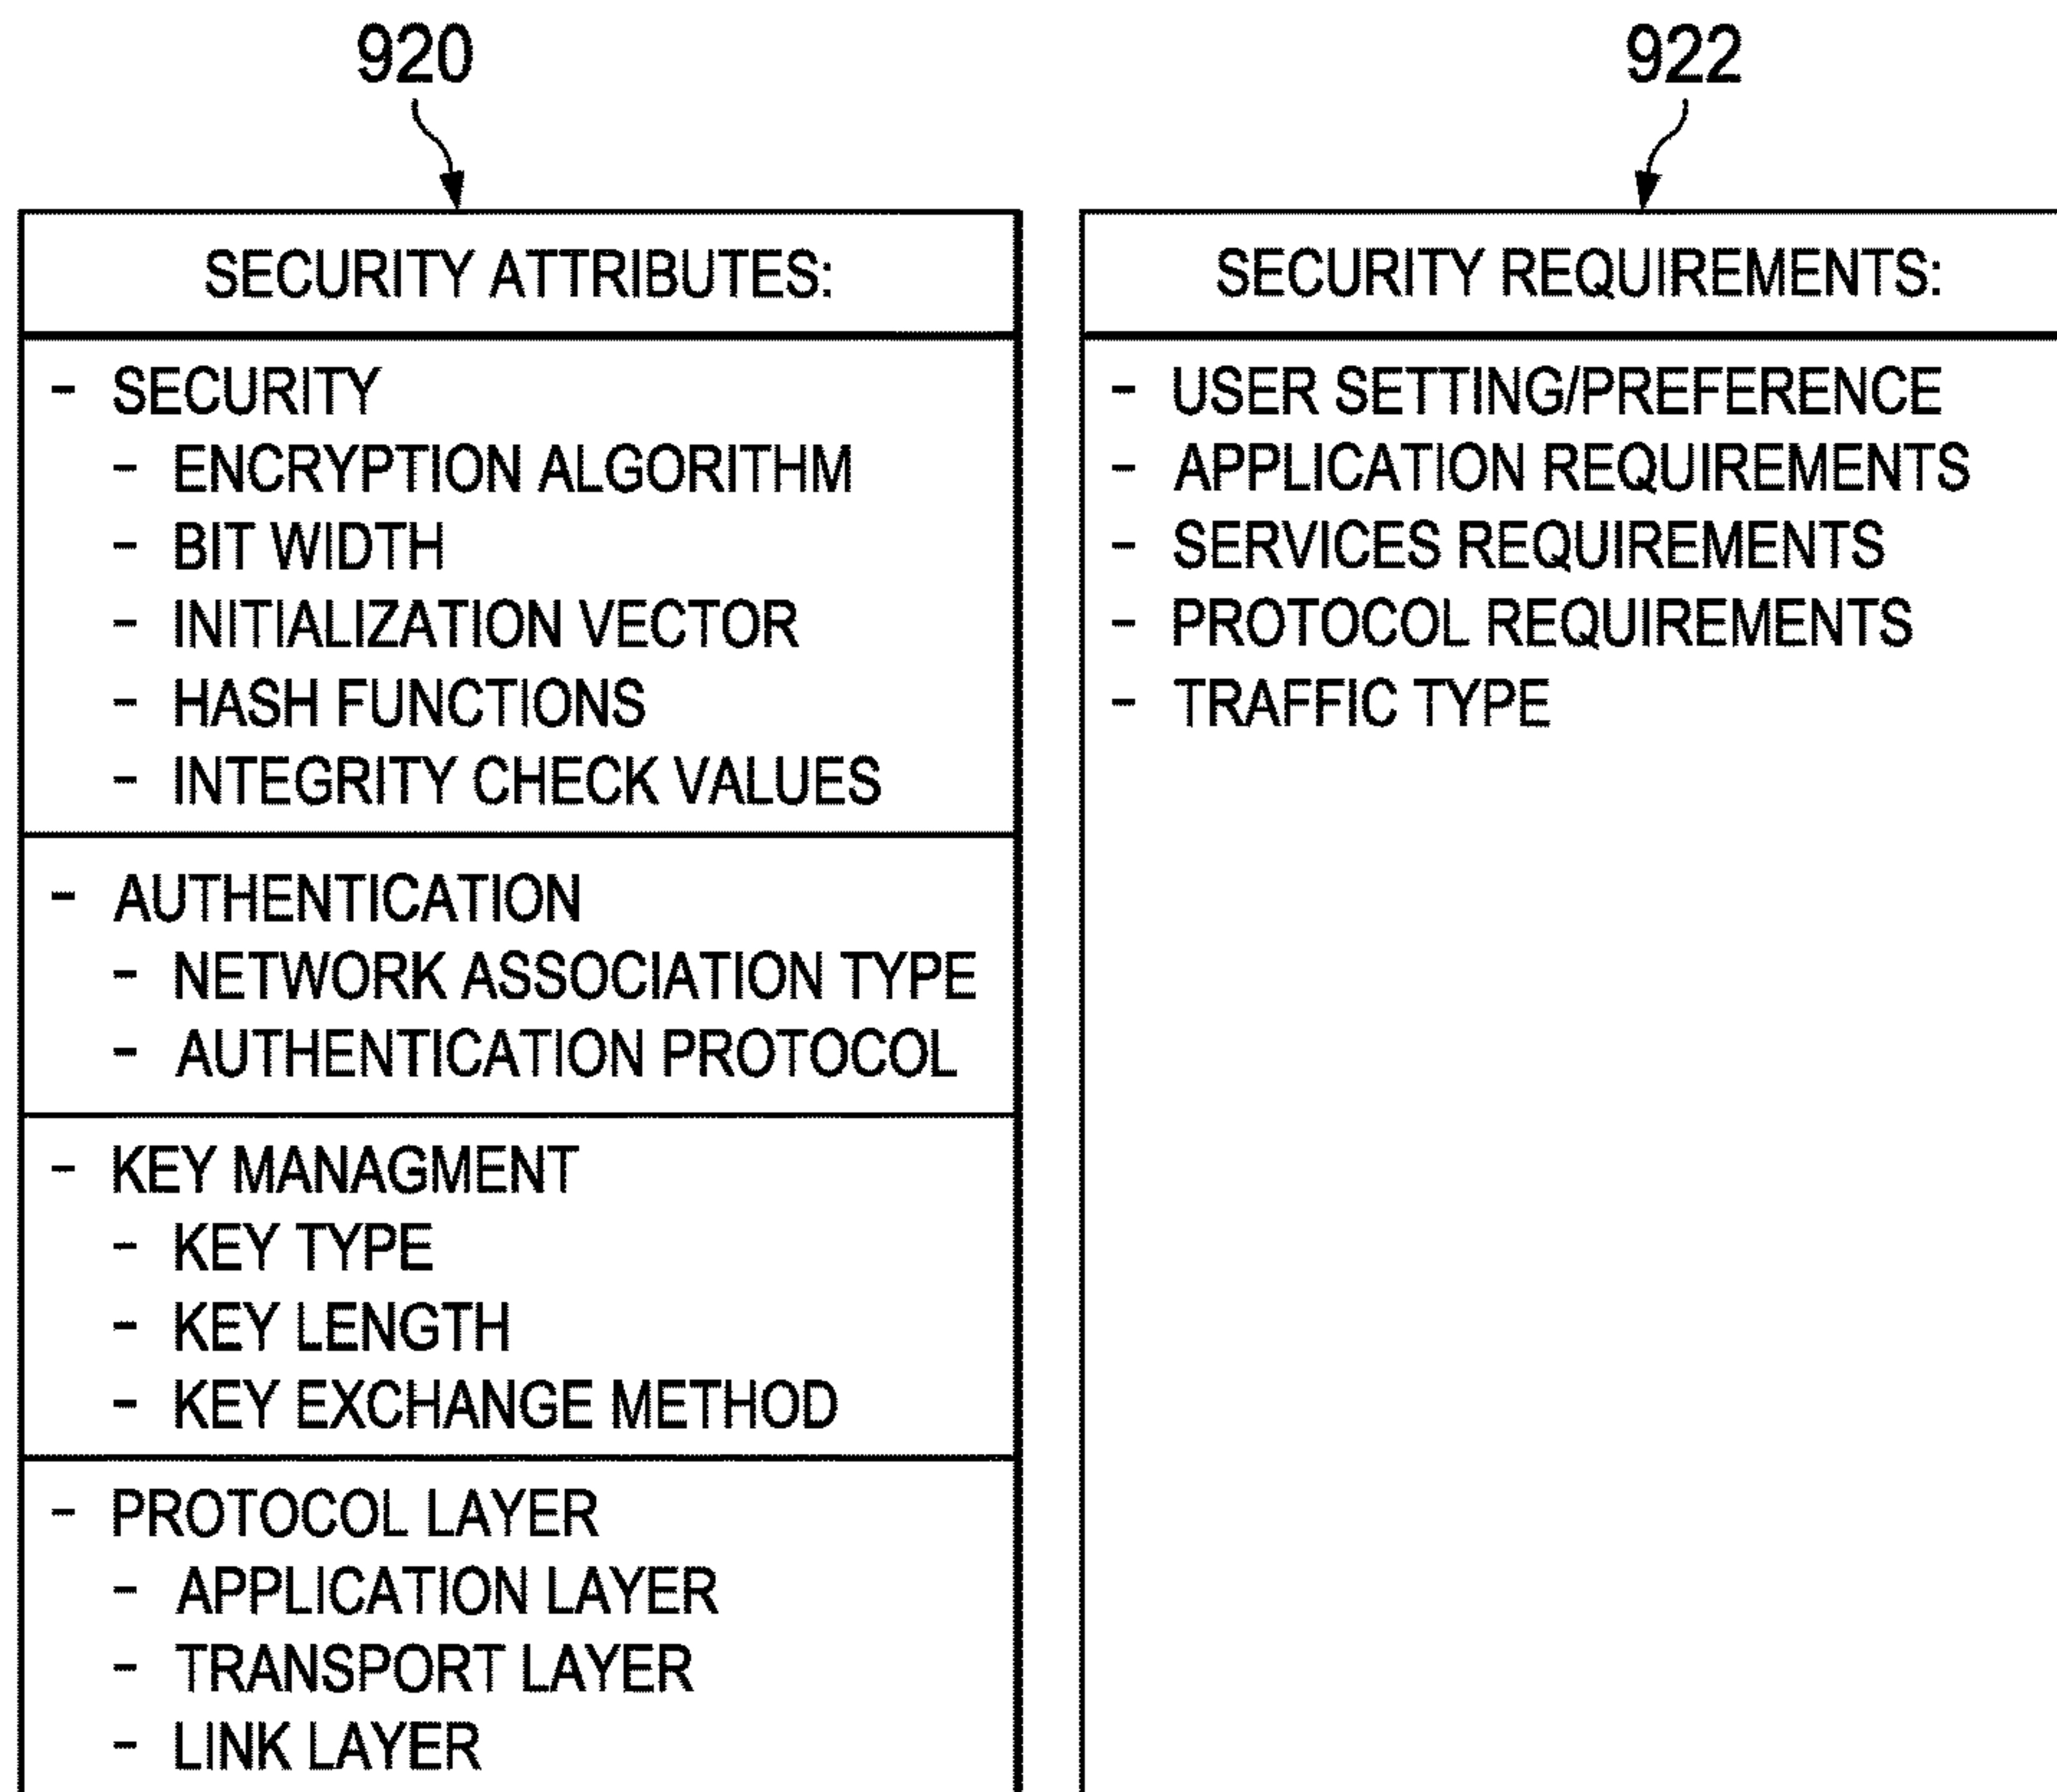 920
SECURITY ATTRIBUTES:
- SECURITY
- ENCRYPTION ALGORITHM
- BIT WIDTH
- INITIALIZATION VECTOR
- HASH FUNCTIONS
- INTEGRITY CHECK VALUES
- AUTHENTICATION
- NETWORK ASSOCIATION TYPE
- AUTHENTICATION PROTOCOL
- KEY MANAGMENT
- KEY TYPE
- KEY LENGTH
- KEY EXCHANGE METHOD
- PROTOCOL LAYER
- APPLICATION LAYER
- TRANSPORT LAYER
- LINK LAYER
922
SECURITY REQUIREMENTS:
- USER SETTING/PREFERENCE
- APPLICATION REQUIREMENTS
- SERVICES REQUIREMENTS
- PROTOCOL REQUIREMENTS
- TRAFFIC TYPE